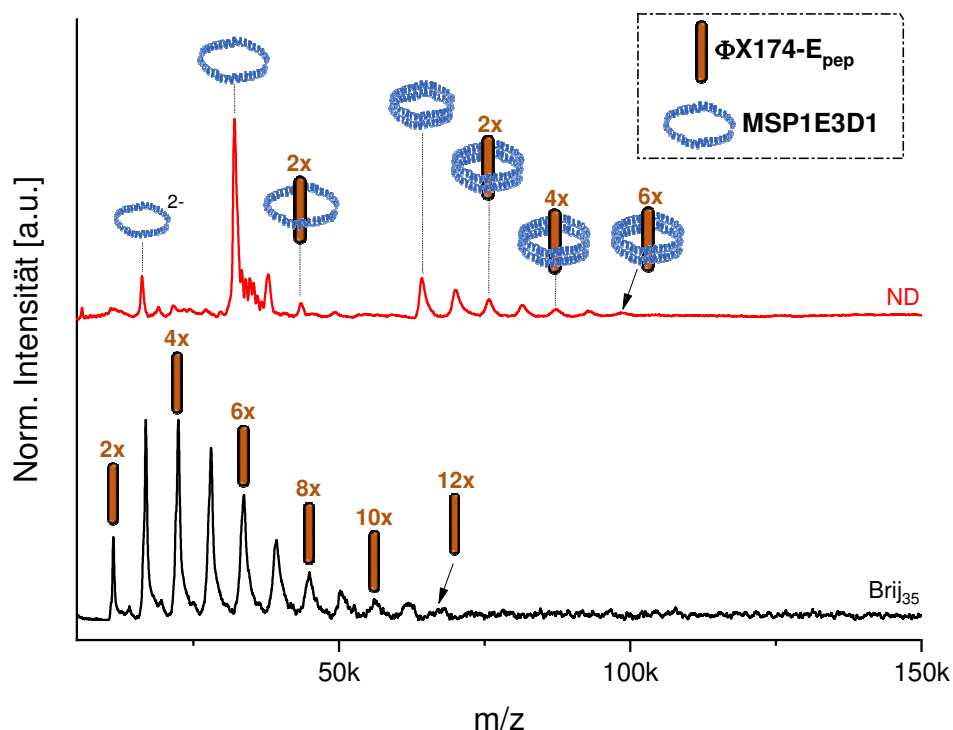 ΦX174-Epep
MSP1E3D1
2-
2x
2x
4x
6x
ND
4x
2x
6x
8x
10x
12x
Brij35
50k
100k
150k
m/z
Norm. Intensität [a.u.]